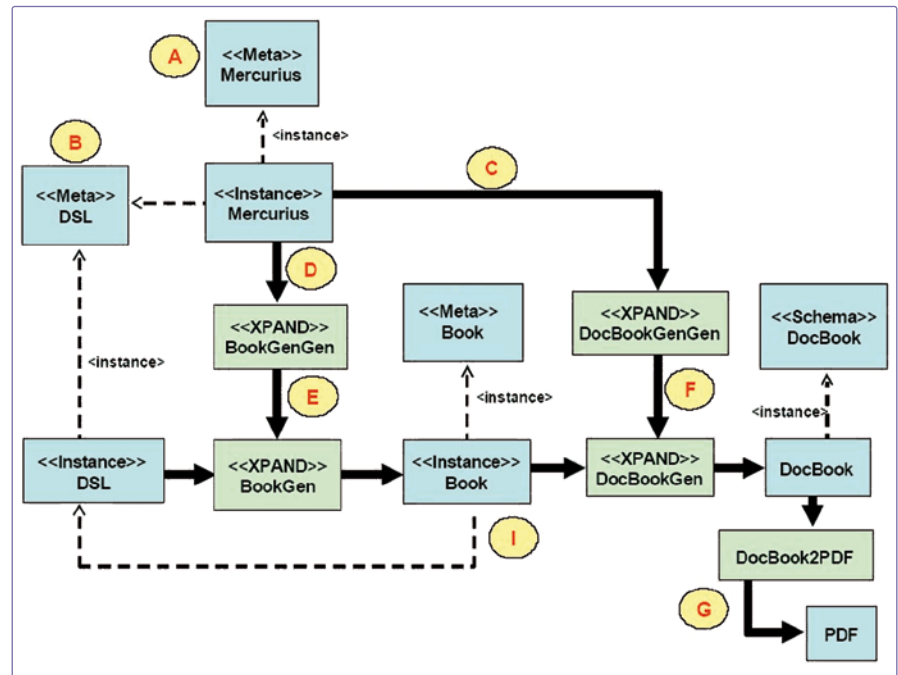 A
<<Meta>>
Mercurius
<instance>
B
<<Meta>>
DSL
<<Instance>>
Mercurius
C
D
<<XPAND>>
BookGenGen
<<Meta>>
Book
<<XPAND>>
DocBookGenGen
<<Schema>>
DocBook
<instance>
E
<instance>
F
<instance>
<<Instance>>
DSL
<<XPAND>>
BookGen
<<Instance>>
Book
<<XPAND>>
DocBookGen
DocBook
I
DocBook2PDF
G
PDF